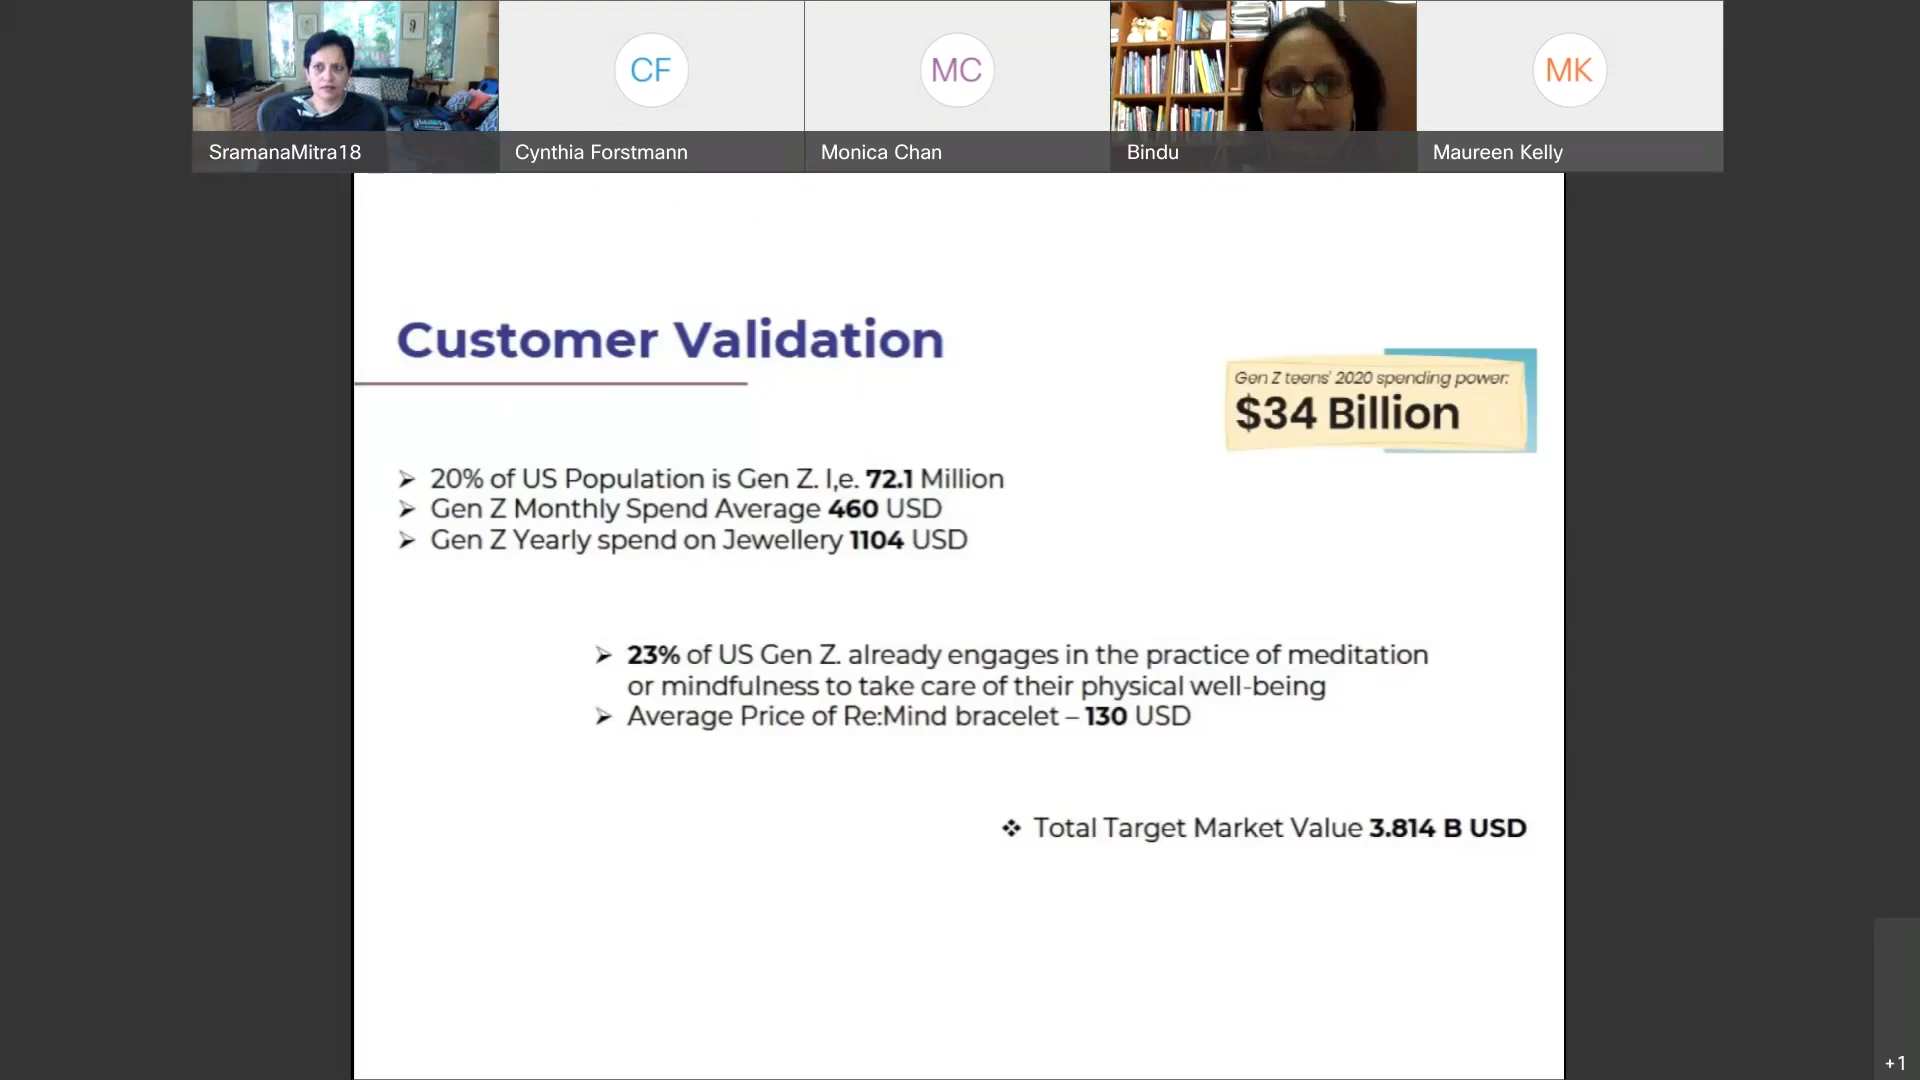 SramanaMitra18
CF
Cynthia Forstmann
MC
Monica Chan
Bindu
MK
Maureen Kelly
Customer Validation
Gen Z teens' 2020 spending power:
$34 Billion
➢ 20% of US Population is Gen Z. I,e. 72.1 Million
➢ Gen Z Monthly Spend Average 460 USD
➢ Gen Z Yearly spend on Jewellery 1104 USD
➢ 23% of US Gen Z. already engages in the practice of meditation
or mindfulness to take care of their physical well-being
➢ Average Price of Re:Mind bracelet – 130 USD
❖ Total Target Market Value 3.814 B USD
+1